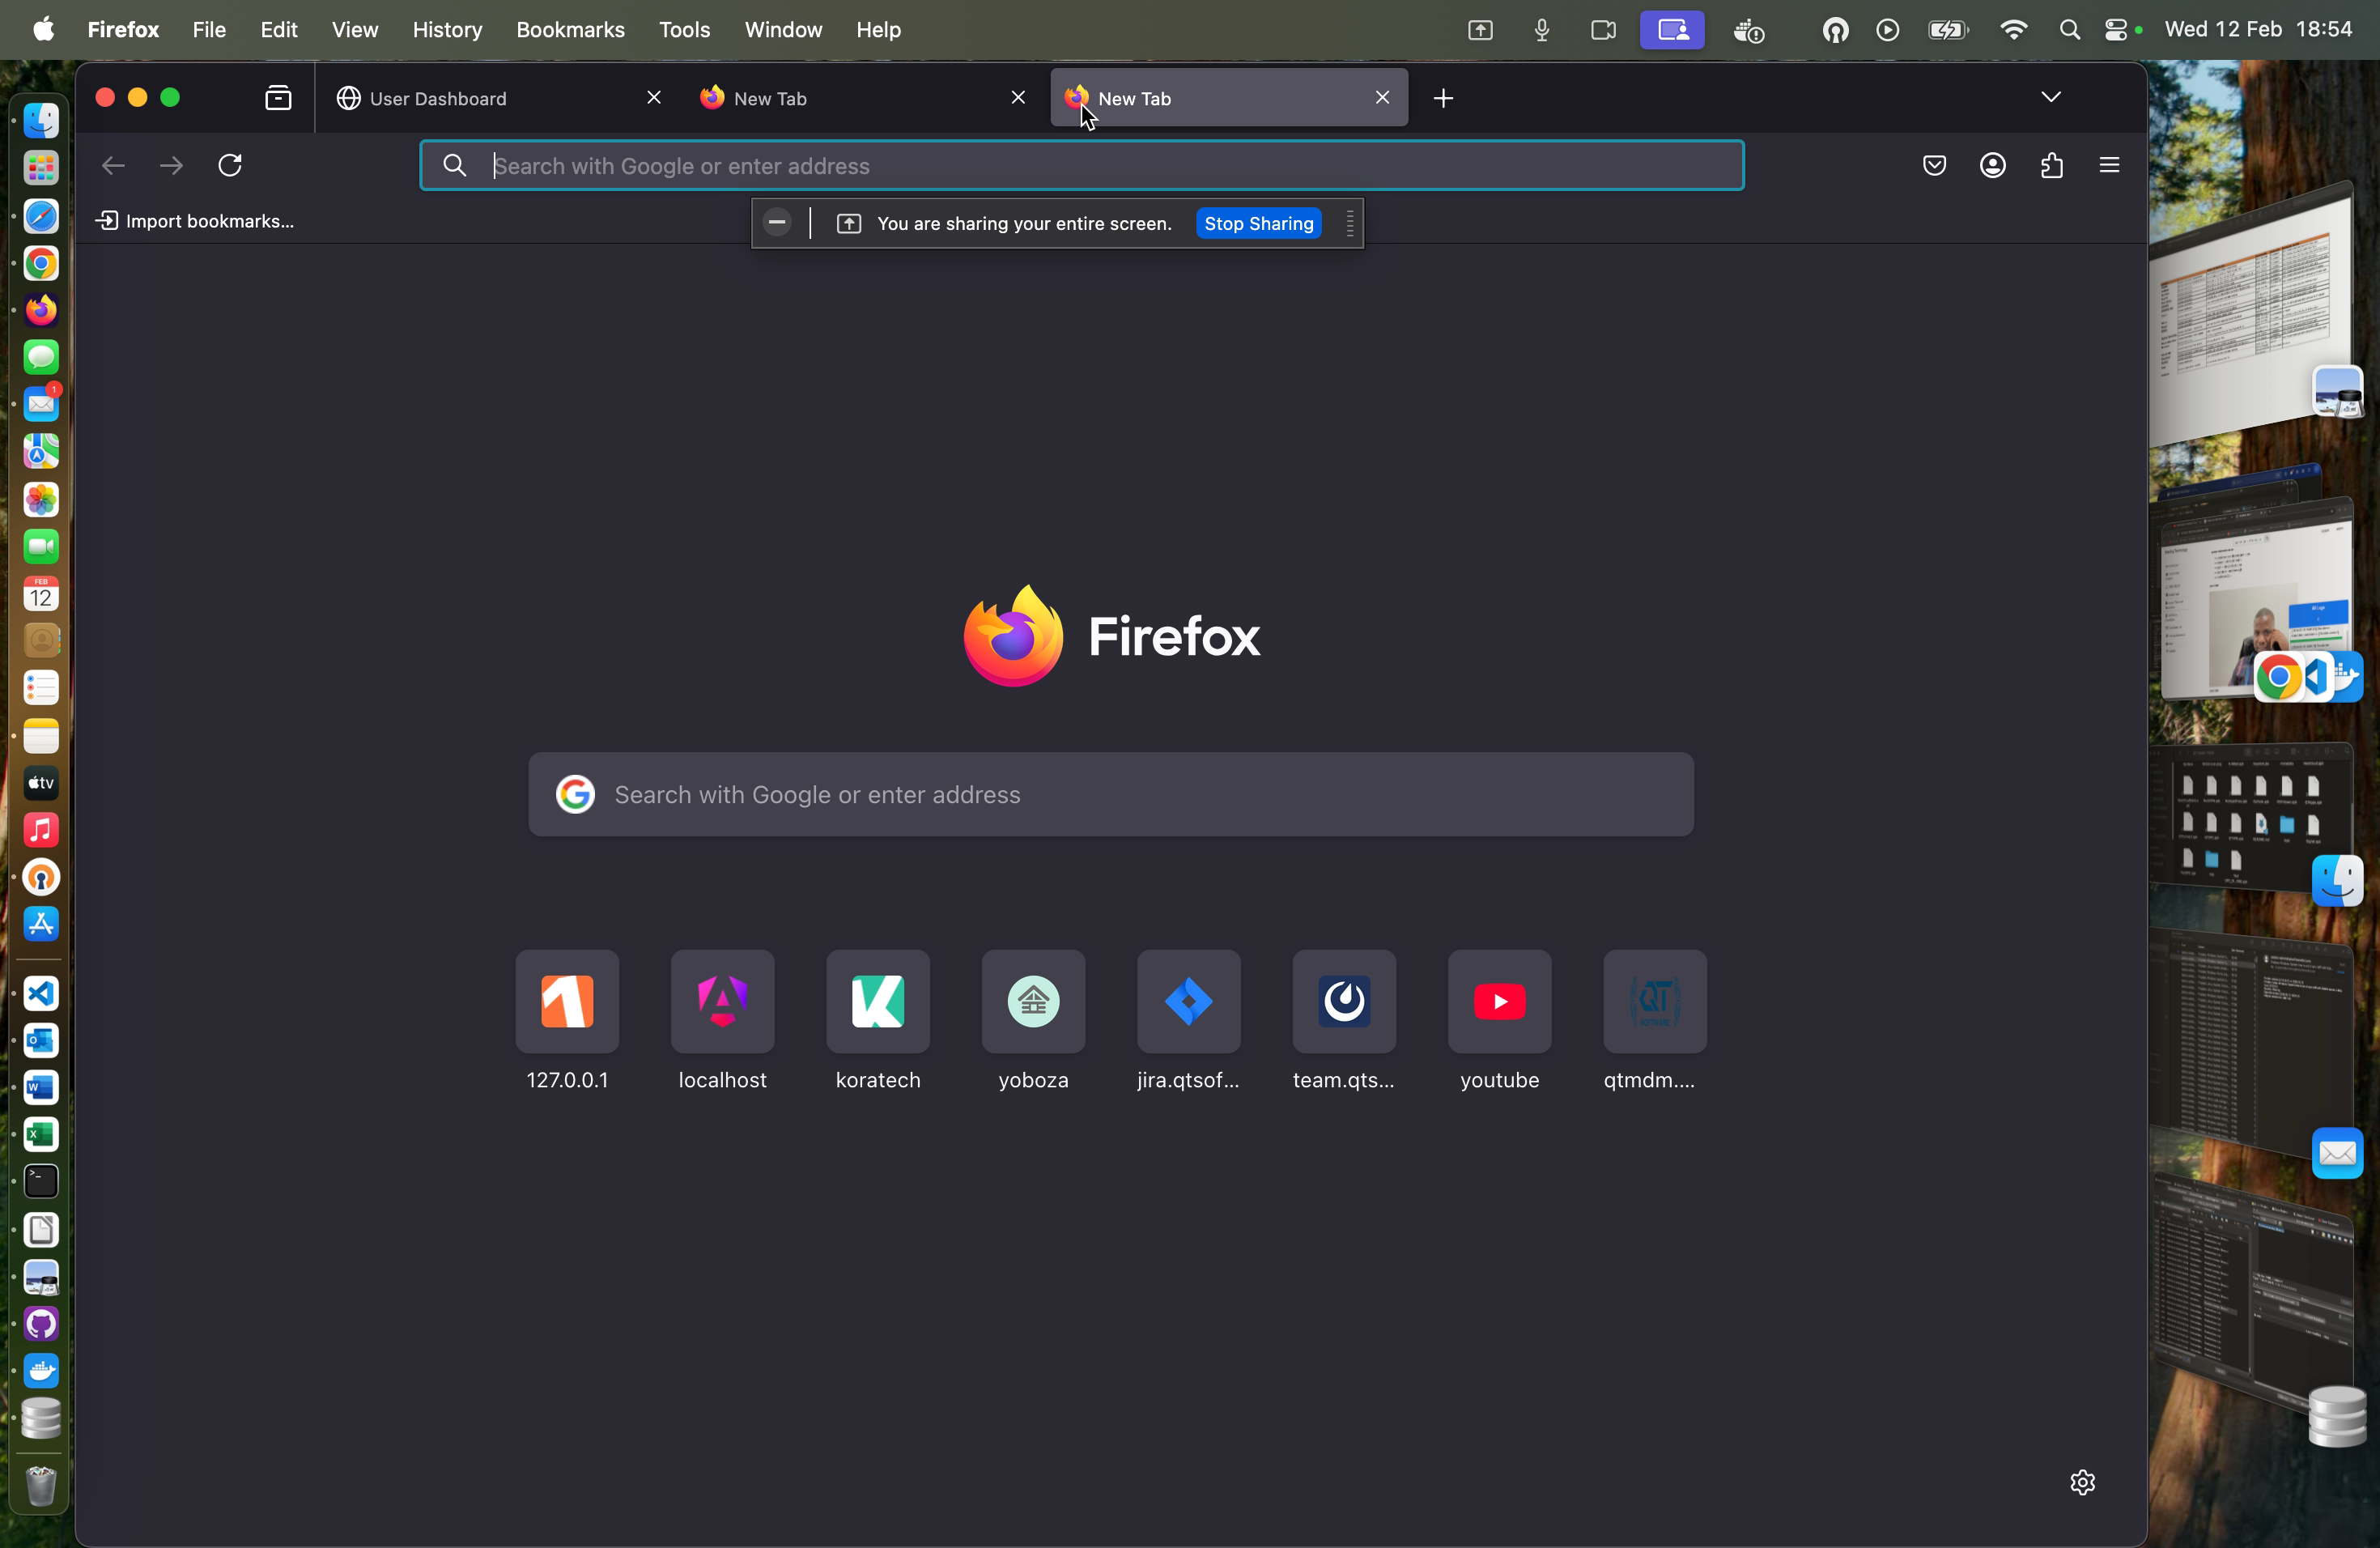 Firefox File Edit View History Bookmarks Tools Window Help Wed 12 Feb 18:54
User Dashboard New Tab New Tab
Search with Google or enter address
Import bookmarks...
You are sharing your entire screen. Stop Sharing
1
FEB
12
tv
Firefox
Search with Google or enter address
127.0.0.1 localhost koratech yoboza jira.qtsof... team.qts... youtube qtmdm....